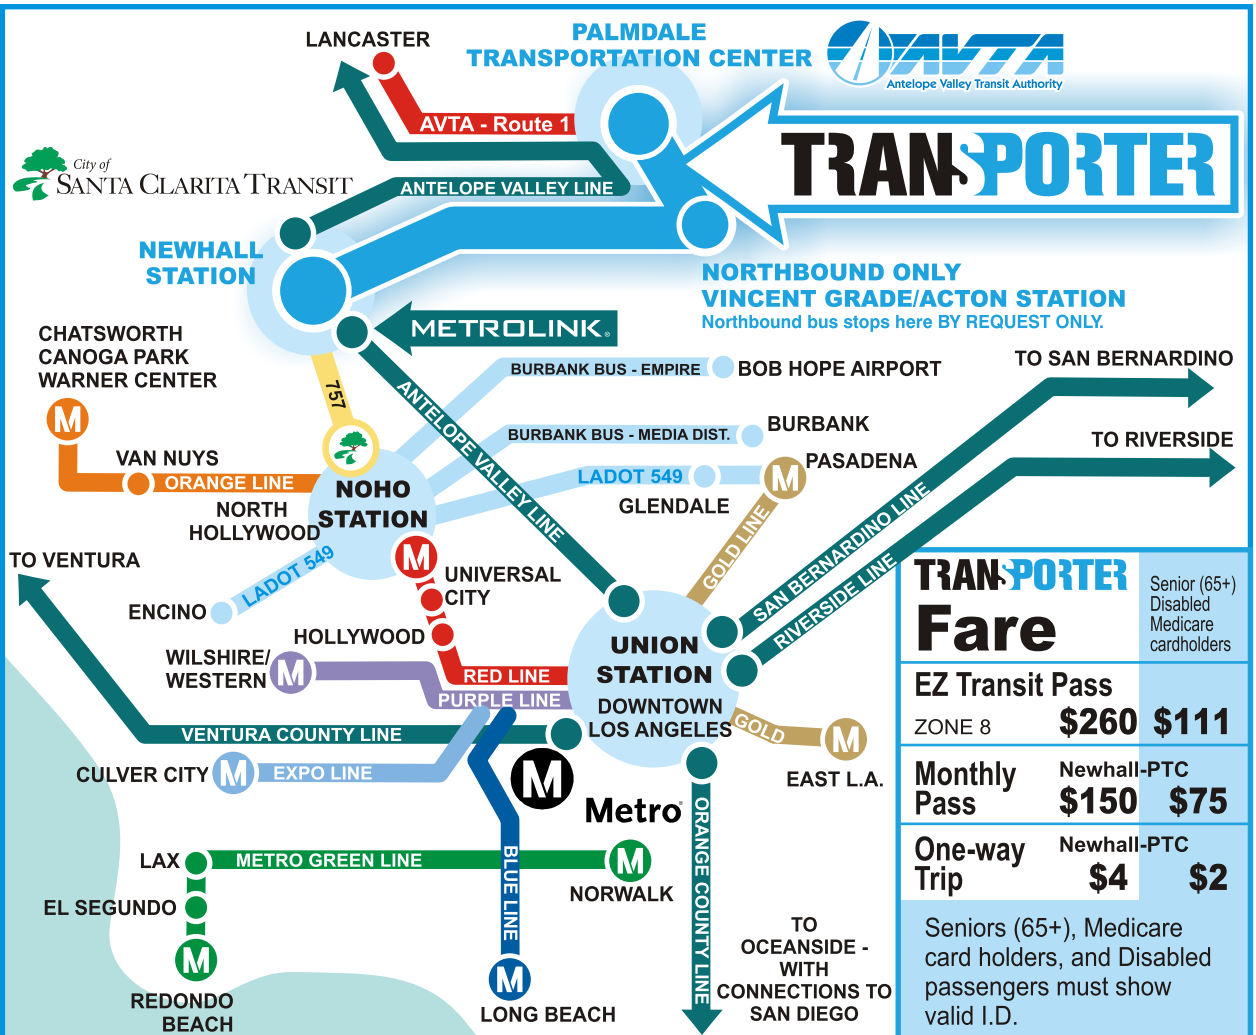 LANCASTER
PALMDALE
TRANSPORTATION CENTER
AVTA
Antelope Valley Transit Authority
AVTA - Route 1
TRANSPORTER
City of
SANTA CLARITA TRANSIT
ANTELOPE VALLEY LINE
NEWHALL
STATION
NORTHBOUND ONLY
VINCENT GRADE/ACTON STATION
Northbound bus stops here BY REQUEST ONLY.
METROLINK®
CHATSWORTH
CANOGA PARK
WARNER CENTER
M
757
ANTELOPE VALLEY LINE
BURBANK BUS - EMPIRE
BOB HOPE AIRPORT
TO SAN BERNARDINO
BURBANK BUS - MEDIA DIST.
BURBANK
TO RIVERSIDE
VAN NUYS
ORANGE LINE
LADOT 549
GLENDALE
M
PASADENA
NORTH
HOLLYWOOD
NOHO
STATION
GOLD LINE
SAN BERNARDINO LINE
RIVERSIDE LINE
TO VENTURA
ENCINO
LADOT 549
M
UNIVERSAL
CITY
HOLLYWOOD
WILSHIRE/
WESTERN
M
RED LINE
PURPLE LINE
UNION
STATION
DOWNTOWN
LOS ANGELES
VENTURA COUNTY LINE
CULVER CITY
M
EXPO LINE
M
Metro
GOLD
M
EAST L.A.
LAX
METRO GREEN LINE
M
NORWALK
BLUE LINE
ORANGE COUNTY LINE
EL SEGUNDO
M
REDONDO
BEACH
M
LONG BEACH
TO
OCEANSIDE -
WITH
CONNECTIONS TO
SAN DIEGO
TRANSPORTER
Fare
Senior (65+)
Disabled
Medicare
cardholders
EZ Transit Pass
ZONE 8 $260 $111
Monthly
Pass
Newhall-PTC
$150 $75
One-way
Trip
Newhall-PTC
$4 $2
Seniors (65+), Medicare
card holders, and Disabled
passengers must show
valid I.D.